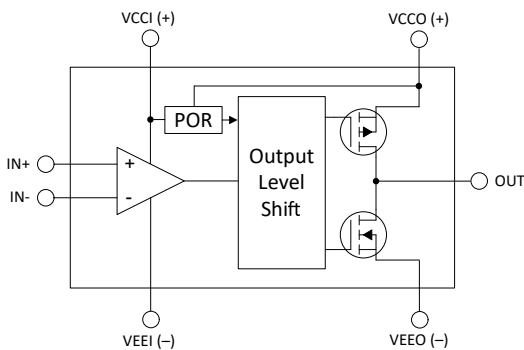 VCCI (+)
VCCO (+)
POR
IN+
+
Output
Level
Shift
IN-
-
OUT
VEEI (–)
VEEO (–)